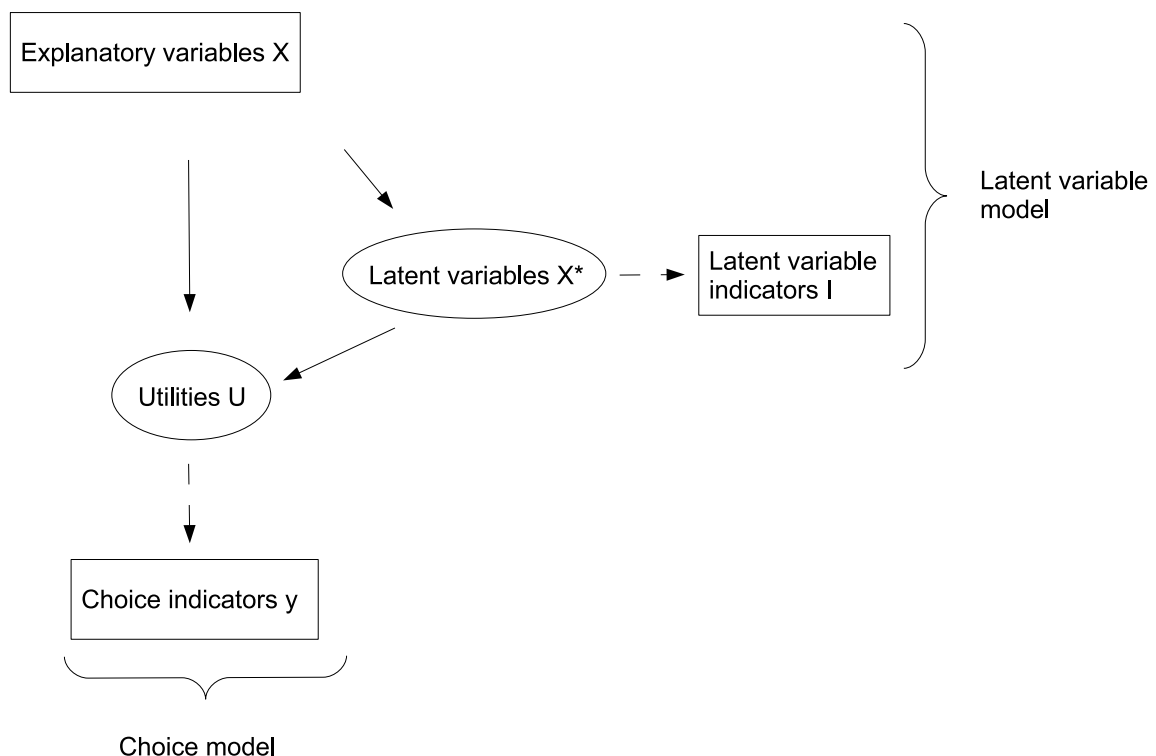 Explanatory variables X
Latent variable
model
Latent variables X*
Latent variable
indicators I
Utilities U
Choice indicators y
Choice model